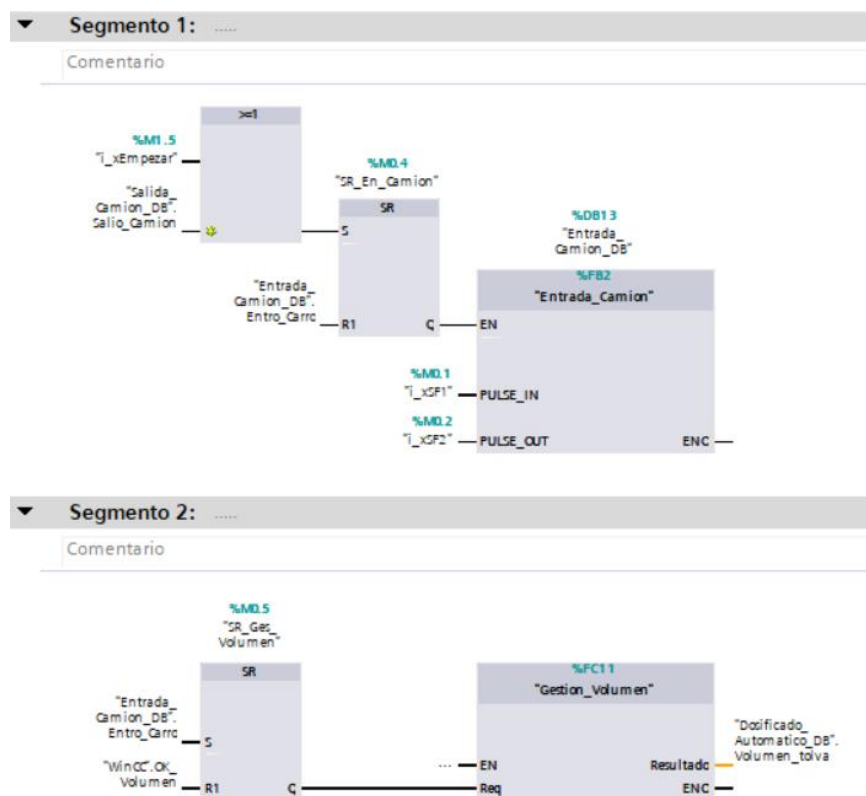 Segmento 1: .....
Comentario
>=1
%M1.5
"i_xEmpezar"
"Salida_
Camion_DB".
Salio_Camion
%M0.4
"SR_En_Camion"
SR
S
"Entrada_
Camion_DB".
Entro_Carro
R1
Q
%DB13
"Entrada_
Camion_DB"
%FB2
"Entrada_Camion"
EN
%M0.1
"i_xSF1"
PULSE_IN
%M0.2
"i_xSF2"
PULSE_OUT
ENO
Segmento 2: .....
Comentario
%M0.5
"SR_Ges_
Volumen"
SR
"Entrada_
Camion_DB".
Entro_Carro
S
"WinCC".OK_
Volumen
R1
Q
%FC11
"Gestion_Volumen"
... EN
Req
Resultado
ENO
"Dosificado_
Automatico_DB".
Volumen_tolva